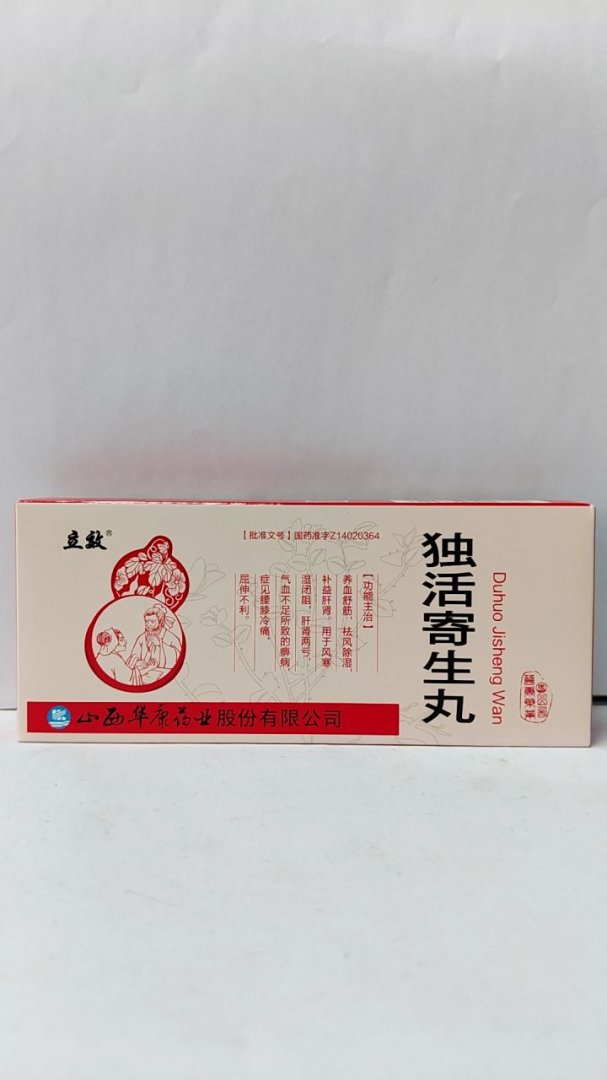 立效®
【批准文号】国药准字Z14020364
独活寄生丸
Duhuo Jisheng Wan
【功能主治】
养血舒筋，祛风除湿，
补益肝肾。用于风寒
湿闭阻，肝肾两亏，
气血不足所致的痹病，
症见腰膝冷痛，
屈伸不利。
山西华康药业股份有限公司